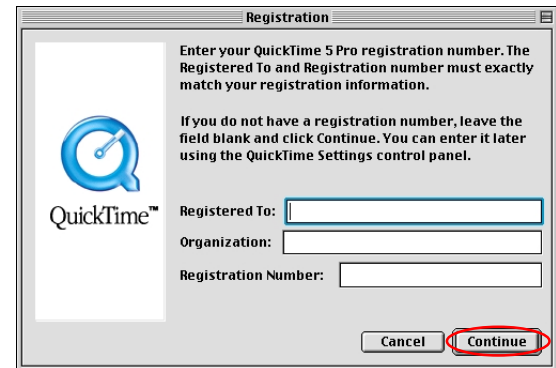 Registration
Enter your QuickTime 5 Pro registration number. The
Registered To and Registration number must exactly
match your registration information.
If you do not have a registration number, leave the
field blank and click Continue. You can enter it later
using the QuickTime Settings control panel.
QuickTime™
Registered To:
Organization:
Registration Number:
Cancel Continue